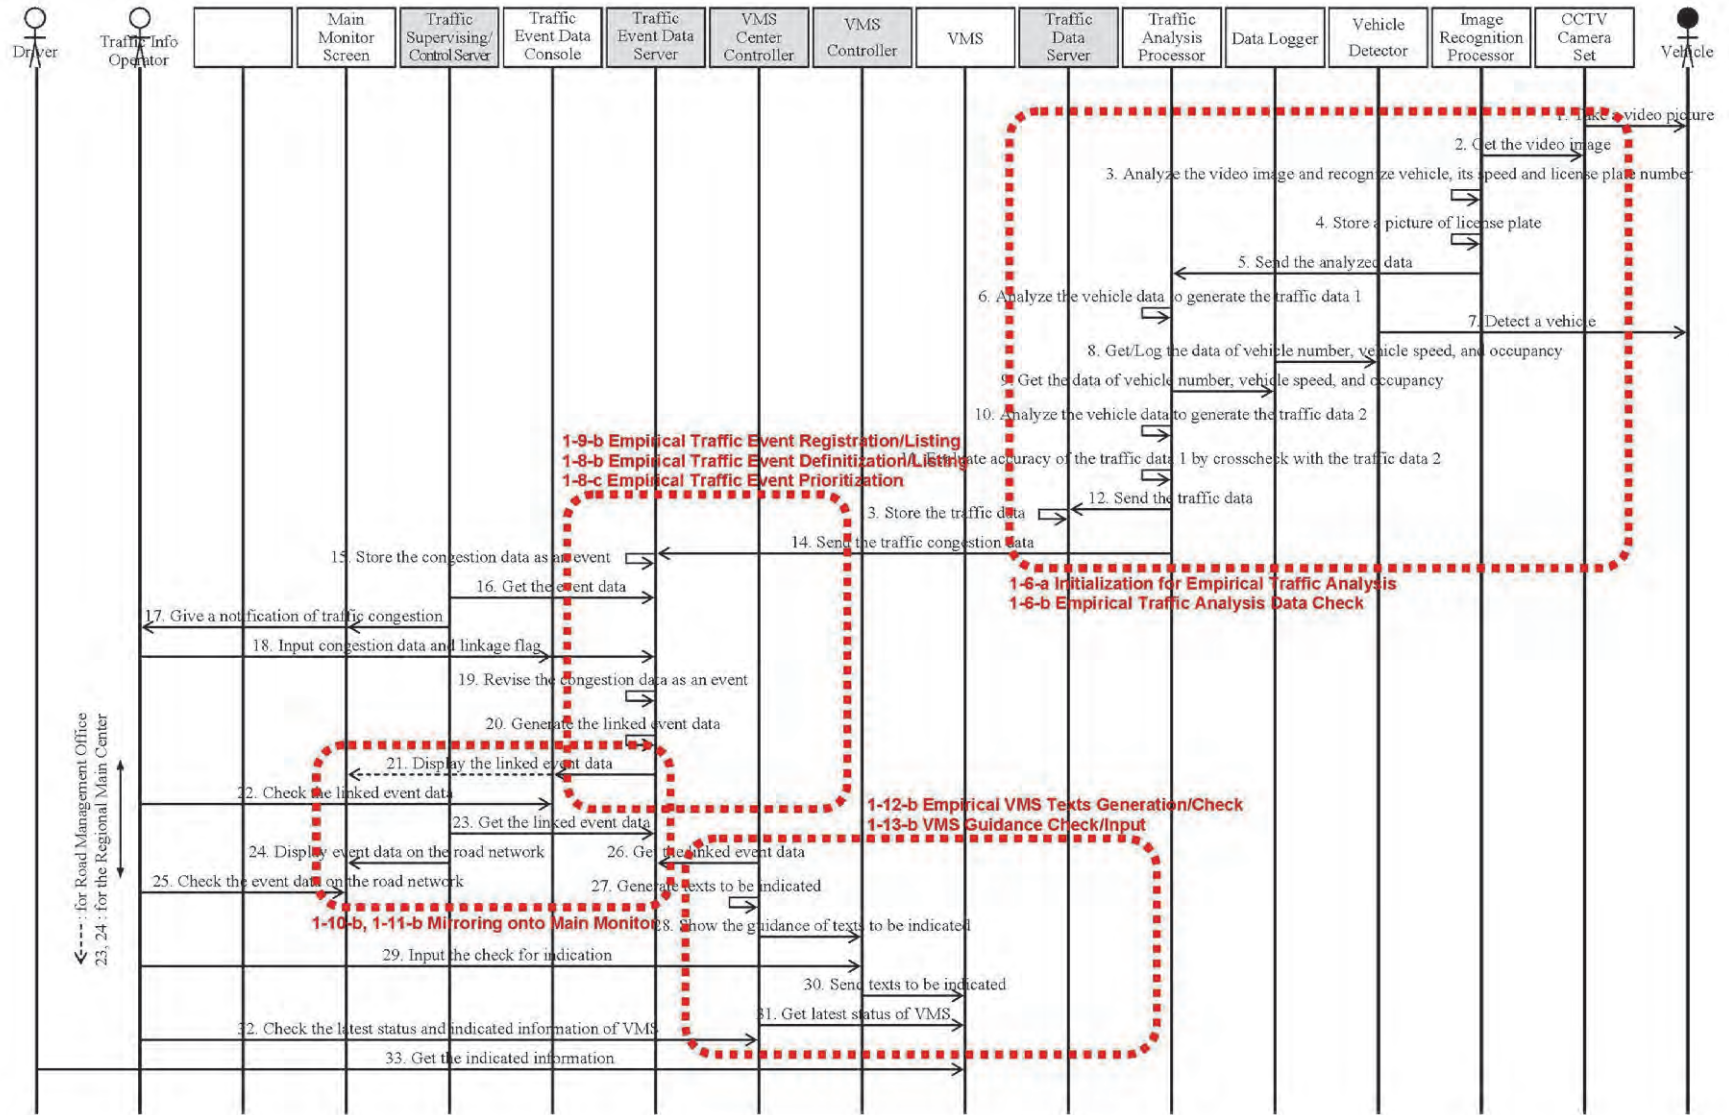 Driver
Traffic Info
Operator
Main
Monitor
Screen
Traffic
Supervising/
Control Server
Traffic
Event Data
Console
Traffic
Event Data
Server
VMS
Center
Controller
VMS
Controller
VMS
Traffic
Data
Server
Traffic
Analysis
Processor
Data Logger
Vehicle
Detector
Image
Recognition
Processor
CCTV
Camera
Set
Vehicle
1. Take a video picture
2. Get the video image
3. Analyze the video image and recognize vehicle, its speed and license plate number
4. Store a picture of license plate
5. Send the analyzed data
6. Analyze the vehicle data to generate the traffic data 1
7. Detect a vehicle
8. Get/Log the data of vehicle number, vehicle speed, and occupancy
9. Get the data of vehicle number, vehicle speed, and occupancy
10. Analyze the vehicle data to generate the traffic data 2
1-9-b Empirical Traffic Event Registration/Listing
1-8-b Empirical Traffic Event Definitization/Listing
accuracy of the traffic data 1 by crosscheck with the traffic data 2
1-8-c Empirical Traffic Event Prioritization
12. Send the traffic data
3. Store the traffic data
14. Send the traffic congestion data
15. Store the congestion data as an event
1-6-a Initialization for Empirical Traffic Analysis
1-6-b Empirical Traffic Analysis Data Check
16. Get the event data
17. Give a notification of traffic congestion
18. Input congestion data and linkage flag
19. Revise the congestion data as an event
20. Generate the linked event data
21. Display the linked event data
22. Check the linked event data
1-12-b Empirical VMS Texts Generation/Check
1-13-b VMS Guidance Check/Input
23. Get the linked event data
24. Display event data on the road network
26. Get the linked event data
25. Check the event data on the road network
27. Generate texts to be indicated
1-10-b, 1-11-b Mirroring onto Main Monitor
28. Show the guidance of texts to be indicated
29. Input the check for indication
30. Send texts to be indicated
31. Get latest status of VMS
32. Check the latest status and indicated information of VMS
33. Get the indicated information
: for Road Management Office
23, 24 : for the Regional Main Center